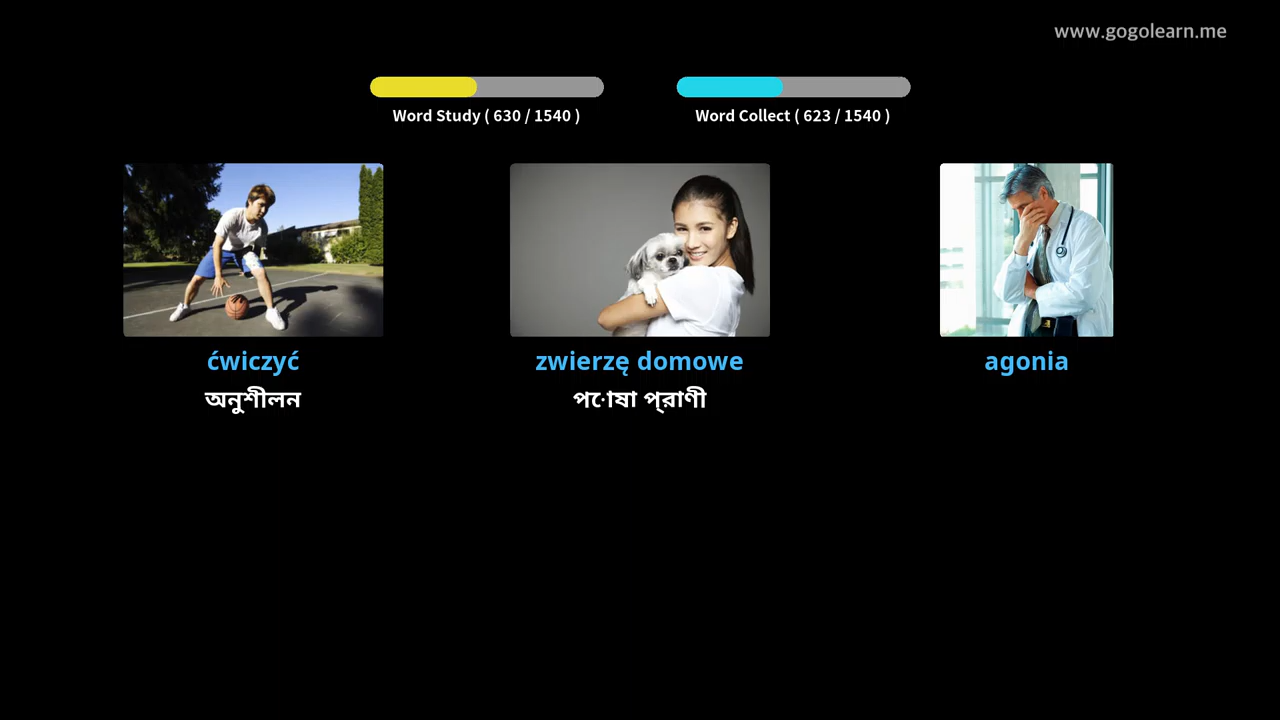 www.gogolearn.me
Word Study ( 630 / 1540 )
Word Collect ( 623 / 1540 )
ćwiczyć
zwierzę domowe
agonia
অনুশীলন
পোষা প্রাণী